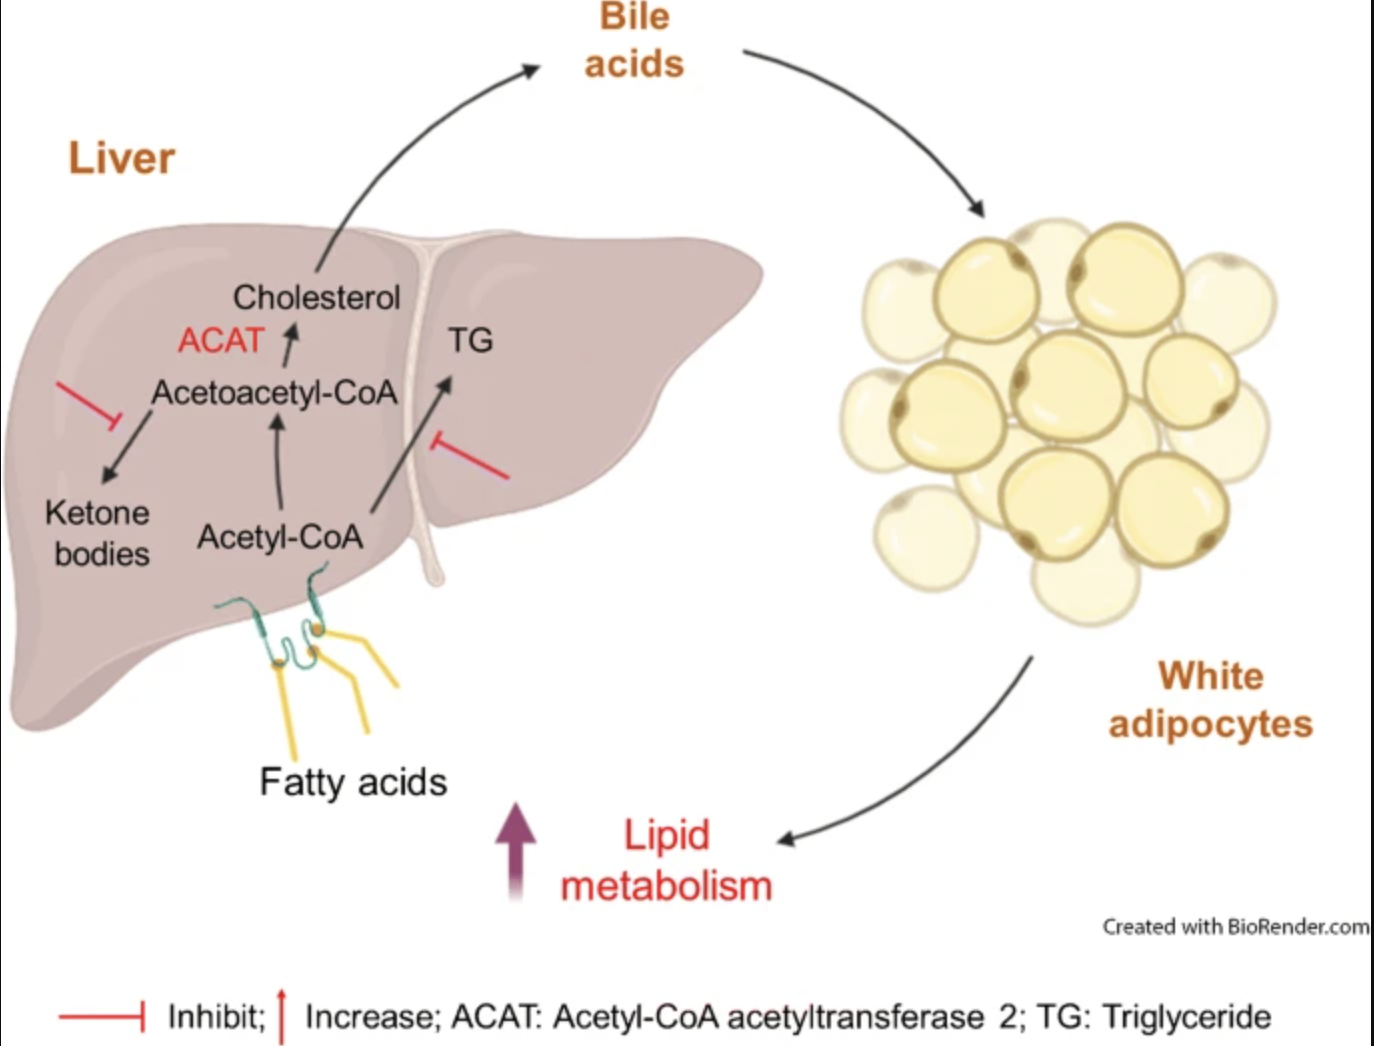 Bile
acids
Liver
Cholesterol
ACAT
TG
Acetoacetyl-CoA
Ketone
bodies
Acetyl-CoA
Fatty acids
White
adipocytes
Lipid
metabolism
Created with BioRender.com
Inhibit; Increase; ACAT: Acetyl-CoA acetyltransferase 2; TG: Triglyceride